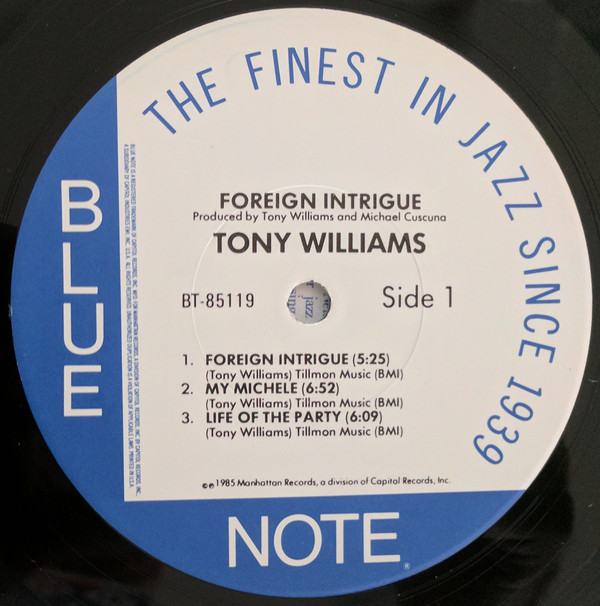 THE FINEST IN JAZZ SINCE 1939
BLUE
NOTE
®
FOREIGN INTRIGUE
Produced by Tony Williams and Michael Cuscuna
TONY WILLIAMS
BT-85119
Side 1
jazz
1. FOREIGN INTRIGUE (5:25)
(Tony Williams) Tillmon Music (BMI)
2. MY MICHELE (6:52)
(Tony Williams) Tillmon Music (BMI)
3. LIFE OF THE PARTY (6:09)
(Tony Williams) Tillmon Music (BMI)
©℗1985 Manhattan Records, a division of Capitol Records, Inc.